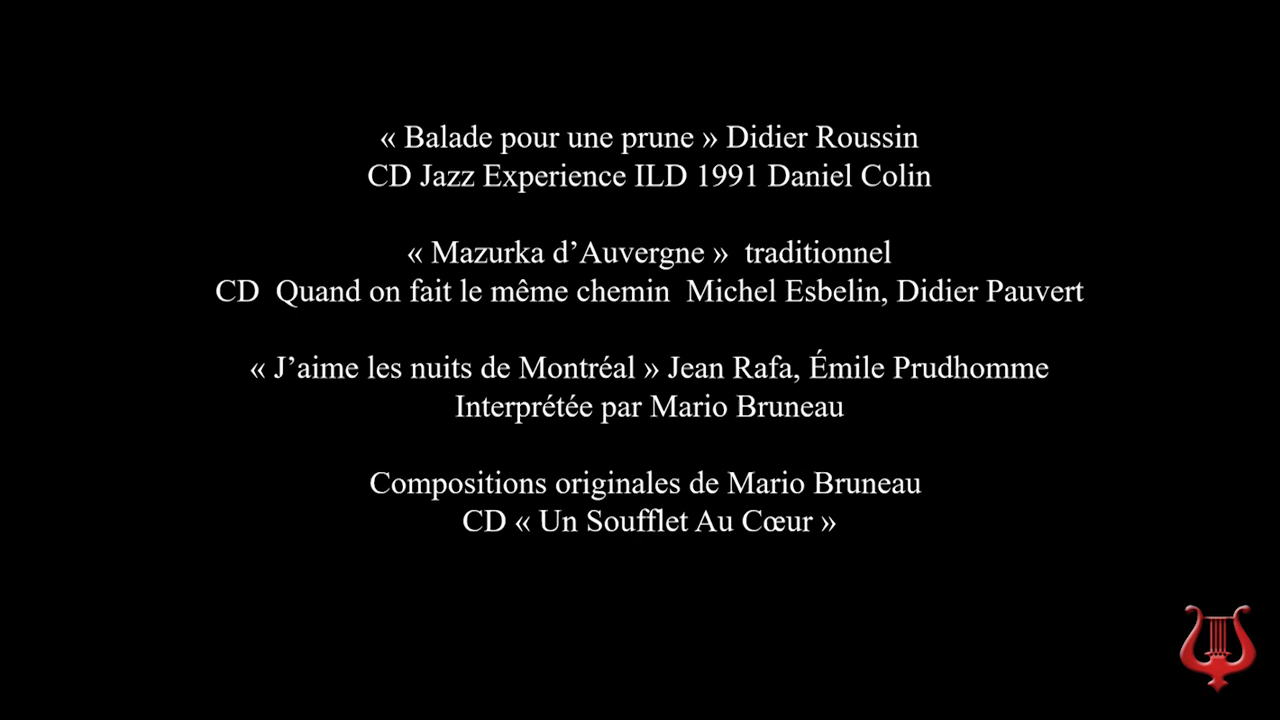 « Balade pour une prune » Didier Roussin
CD Jazz Experience ILD 1991 Daniel Colin
« Mazurka d’Auvergne »  traditionnel
CD  Quand on fait le même chemin  Michel Esbelin, Didier Pauvert
« J’aime les nuits de Montréal » Jean Rafa, Émile Prudhomme
Interprétée par Mario Bruneau
Compositions originales de Mario Bruneau
CD « Un Soufflet Au Cœur »